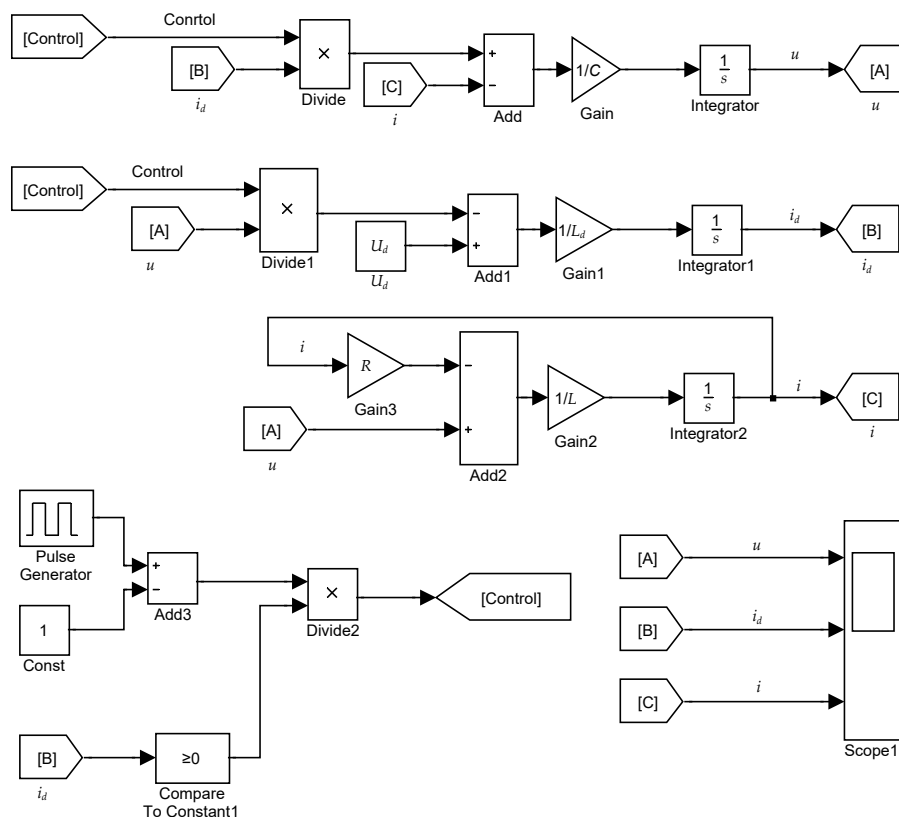 Conrtol
[Control]
[B]
i_d
×
Divide
[C]
i
+
−
Add
1/C
Gain
1
s
Integrator
u
[A]
u
Control
[Control]
[A]
u
×
Divide1
U_d
U_d
−
+
Add1
1/L_d
Gain1
1
s
Integrator1
i_d
[B]
i_d
i
R
Gain3
[A]
u
−
+
Add2
1/L
Gain2
1
s
Integrator2
i
[C]
i
Pulse
Generator
1
Const
+
−
Add3
×
Divide2
[Control]
[B]
i_d
≥0
Compare
To Constant1
[A]
u
[B]
i_d
[C]
i
Scope1